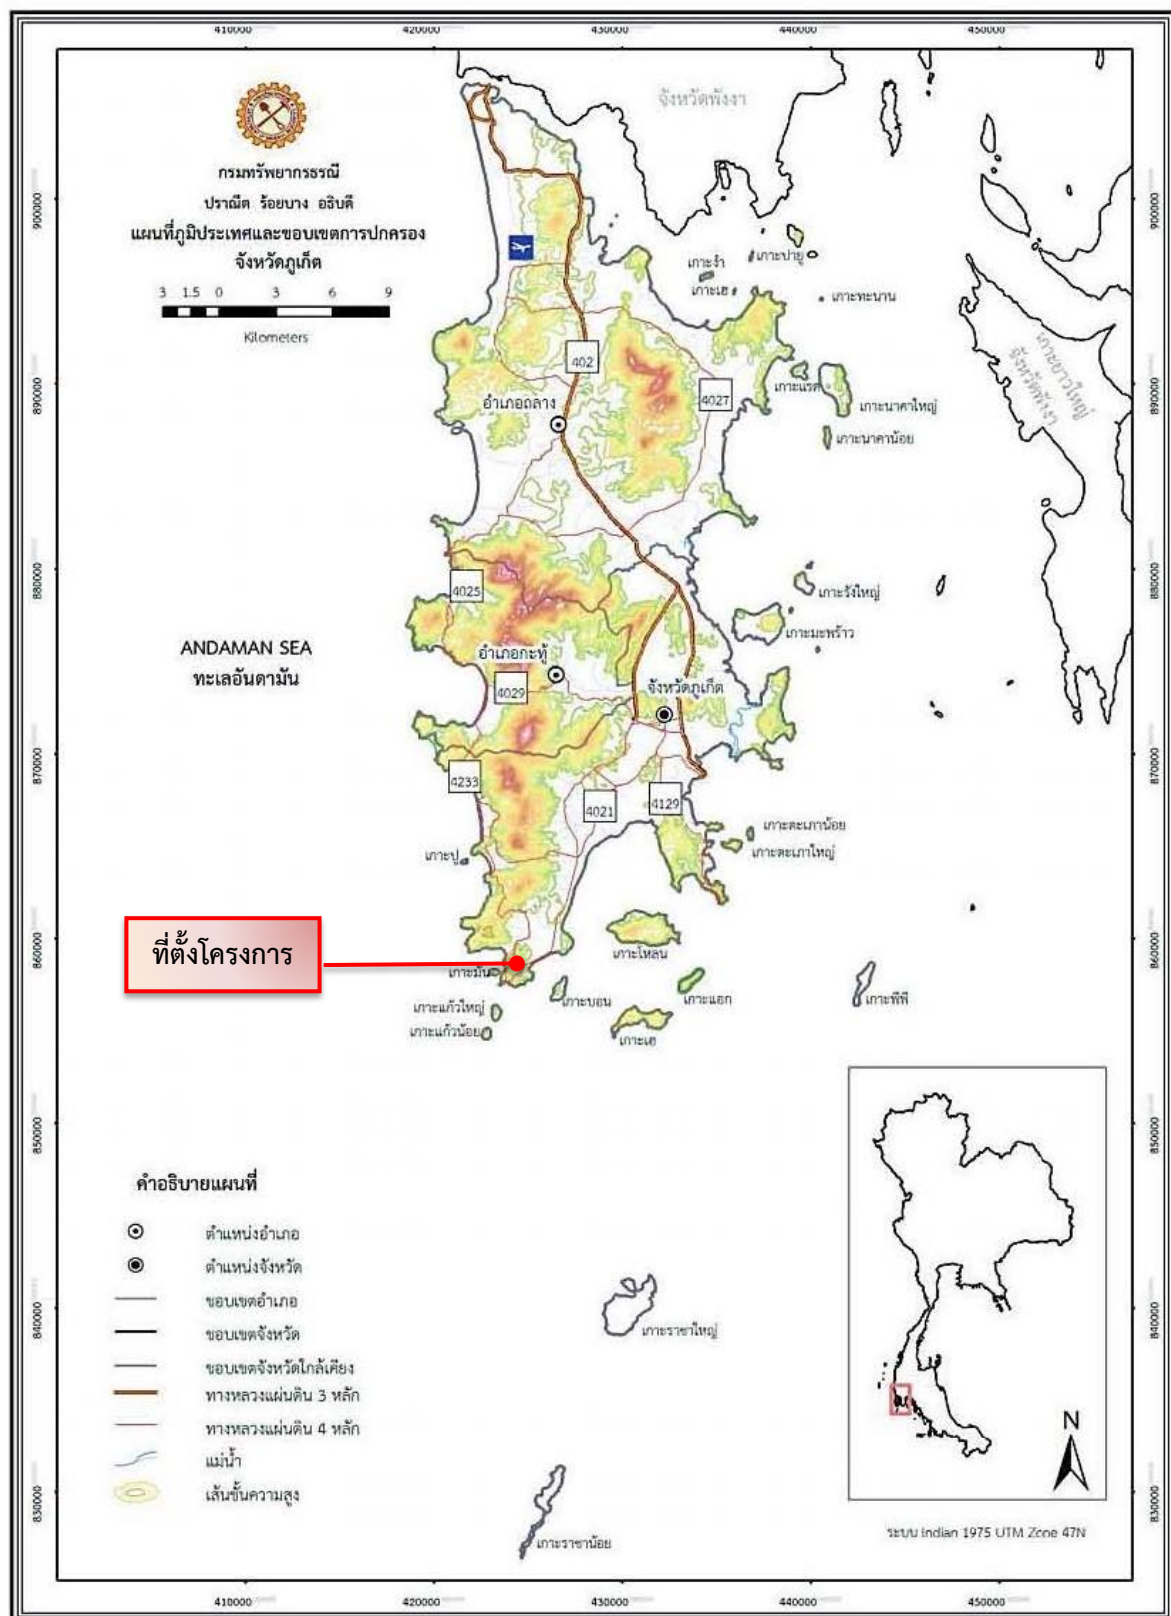 410000 420000 430000 440000 450000
กรมทรัพยากรธรณี
ปราณีต ร้อยบาง อธิบดี
แผนที่ภูมิประเทศและขอบเขตการปกครอง
จังหวัดภูเก็ต
3 1.5 0 3 6 9
Kilometers
จังหวัดพังงา
900000
900000
เกาะปายู
เกาะงำ
เกาะเฮ
เกาะทะนาน
402
เกาะยาวใหญ่
จังหวัดพังงา
เกาะแรด
890000
890000
4027
อำเภอถลาง
เกาะนาคาใหญ่
เกาะนาคาน้อย
880000
880000
4025
เกาะรังใหญ่
เกาะมะพร้าว
ANDAMAN SEA
ทะเลอันดามัน
อำเภอกะทู้
4029
จังหวัดภูเก็ต
870000
870000
4233
4021
4129
เกาะตะเภาน้อย
เกาะตะเภาใหญ่
เกาะปู
860000
860000
ที่ตั้งโครงการ
เกาะโหลน
เกาะมัน
เกาะบอน
เกาะแอก
เกาะพีพี
เกาะแก้วใหญ่
เกาะแก้วน้อย
เกาะเฮ
850000
850000
คำอธิบายแผนที่
ตำแหน่งอำเภอ
ตำแหน่งจังหวัด
ขอบเขตอำเภอ
ขอบเขตจังหวัด
ขอบเขตจังหวัดใกล้เคียง
ทางหลวงแผ่นดิน 3 หลัก
ทางหลวงแผ่นดิน 4 หลัก
แม่น้ำ
เส้นชั้นความสูง
840000
840000
เกาะราชาใหญ่
N
830000
830000
เกาะราชาน้อย
ระบบ Indian 1975 UTM Zone 47N
410000 420000 430000 440000 450000